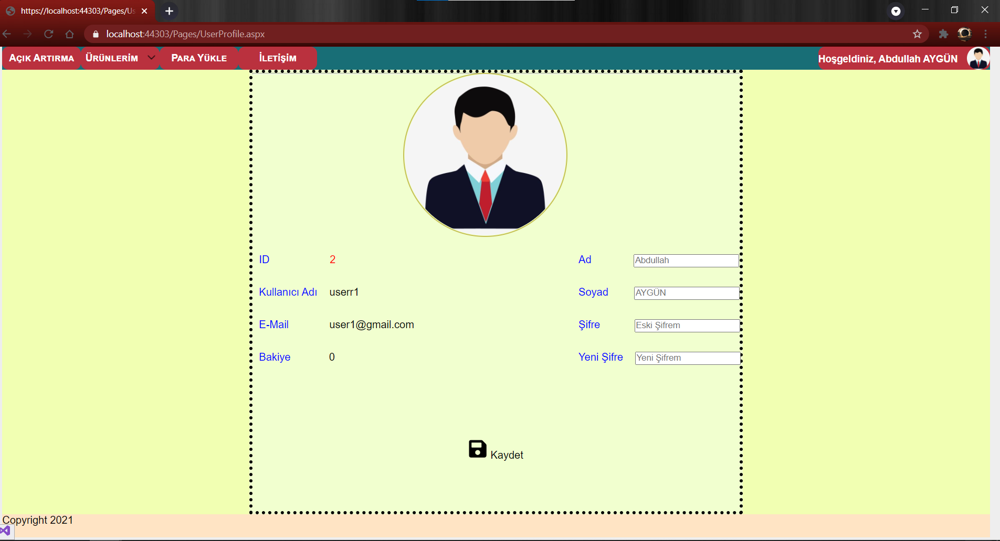 https://localhost:44303/Pages/Us
localhost:44303/Pages/UserProfile.aspx
AÇIK ARTIRMA ÜRÜNLERİM PARA YÜKLE İLETİŞİM Hoşgeldiniz, Abdullah AYGÜN
ID 2 Ad Abdullah
Kullanıcı Adı userr1 Soyad AYGÜN
E-Mail user1@gmail.com Şifre Eski Şifrem
Bakiye 0 Yeni Şifre Yeni Şifrem
Kaydet
Copyright 2021